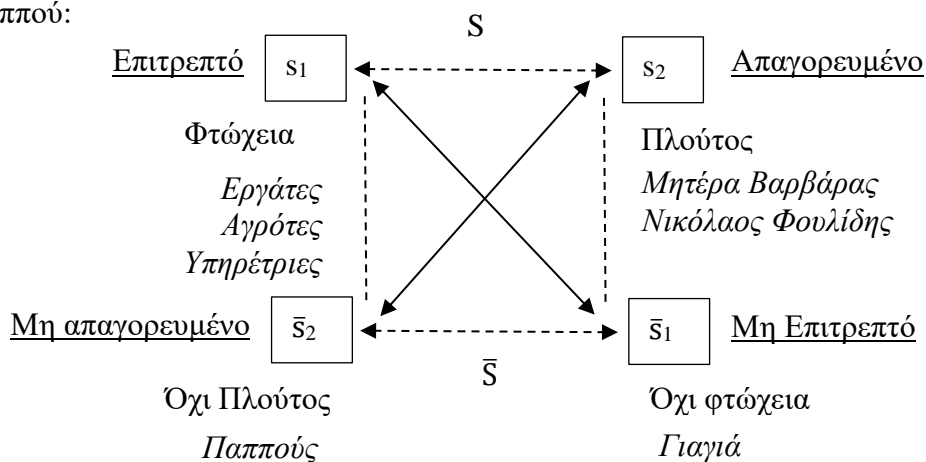 ππού:
S
Επιτρεπτό s₁ s₂ Απαγορευμένο
Φτώχεια Πλούτος
Εργάτες Μητέρα Βαρβάρας
Αγρότες Νικόλαος Φουλίδης
Υπηρέτριες
Μη απαγορευμένο s̄₂ s̄₁ Μη Επιτρεπτό
S̄
Όχι Πλούτος Όχι φτώχεια
Παππούς Γιαγιά